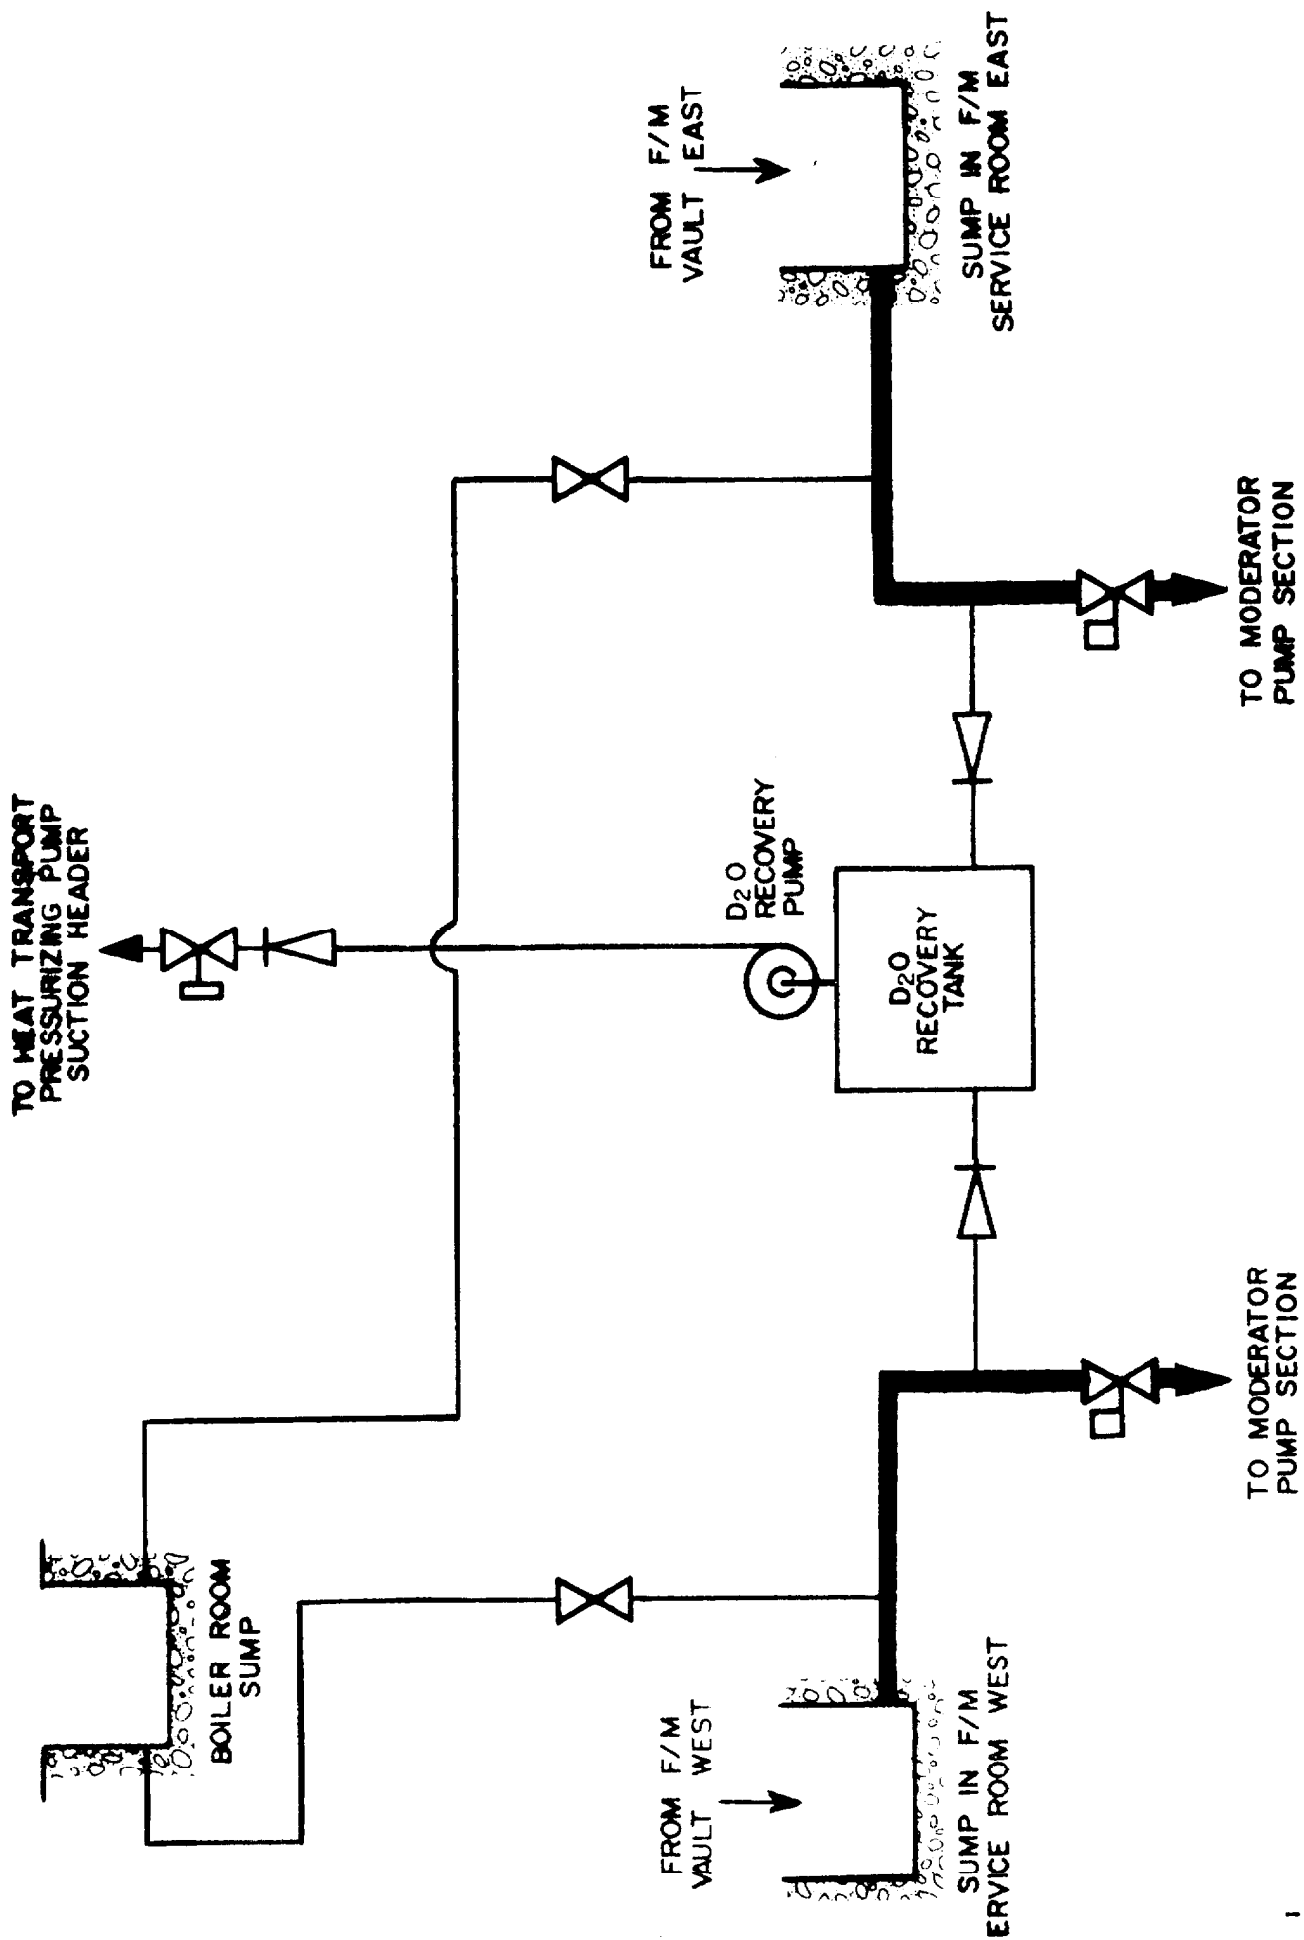 TO HEAT TRANSPORT
PRESSURIZING PUMP
SUCTION HEADER
BOILER ROOM
SUMP
FROM F/M
VAULT WEST
SUMP IN F/M
ERVICE ROOM WEST
D2O
RECOVERY
PUMP
D2O
RECOVERY
TANK
FROM F/M
VAULT EAST
SUMP IN F/M
SERVICE ROOM EAST
TO MODERATOR
PUMP SECTION
TO MODERATOR
PUMP SECTION